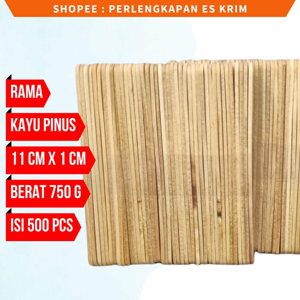 SHOPEE : PERLENGKAPAN ES KRIM
RAMA
KAYU PINUS
11 CM X 1 CM
BERAT 750 G
ISI 500 PCS